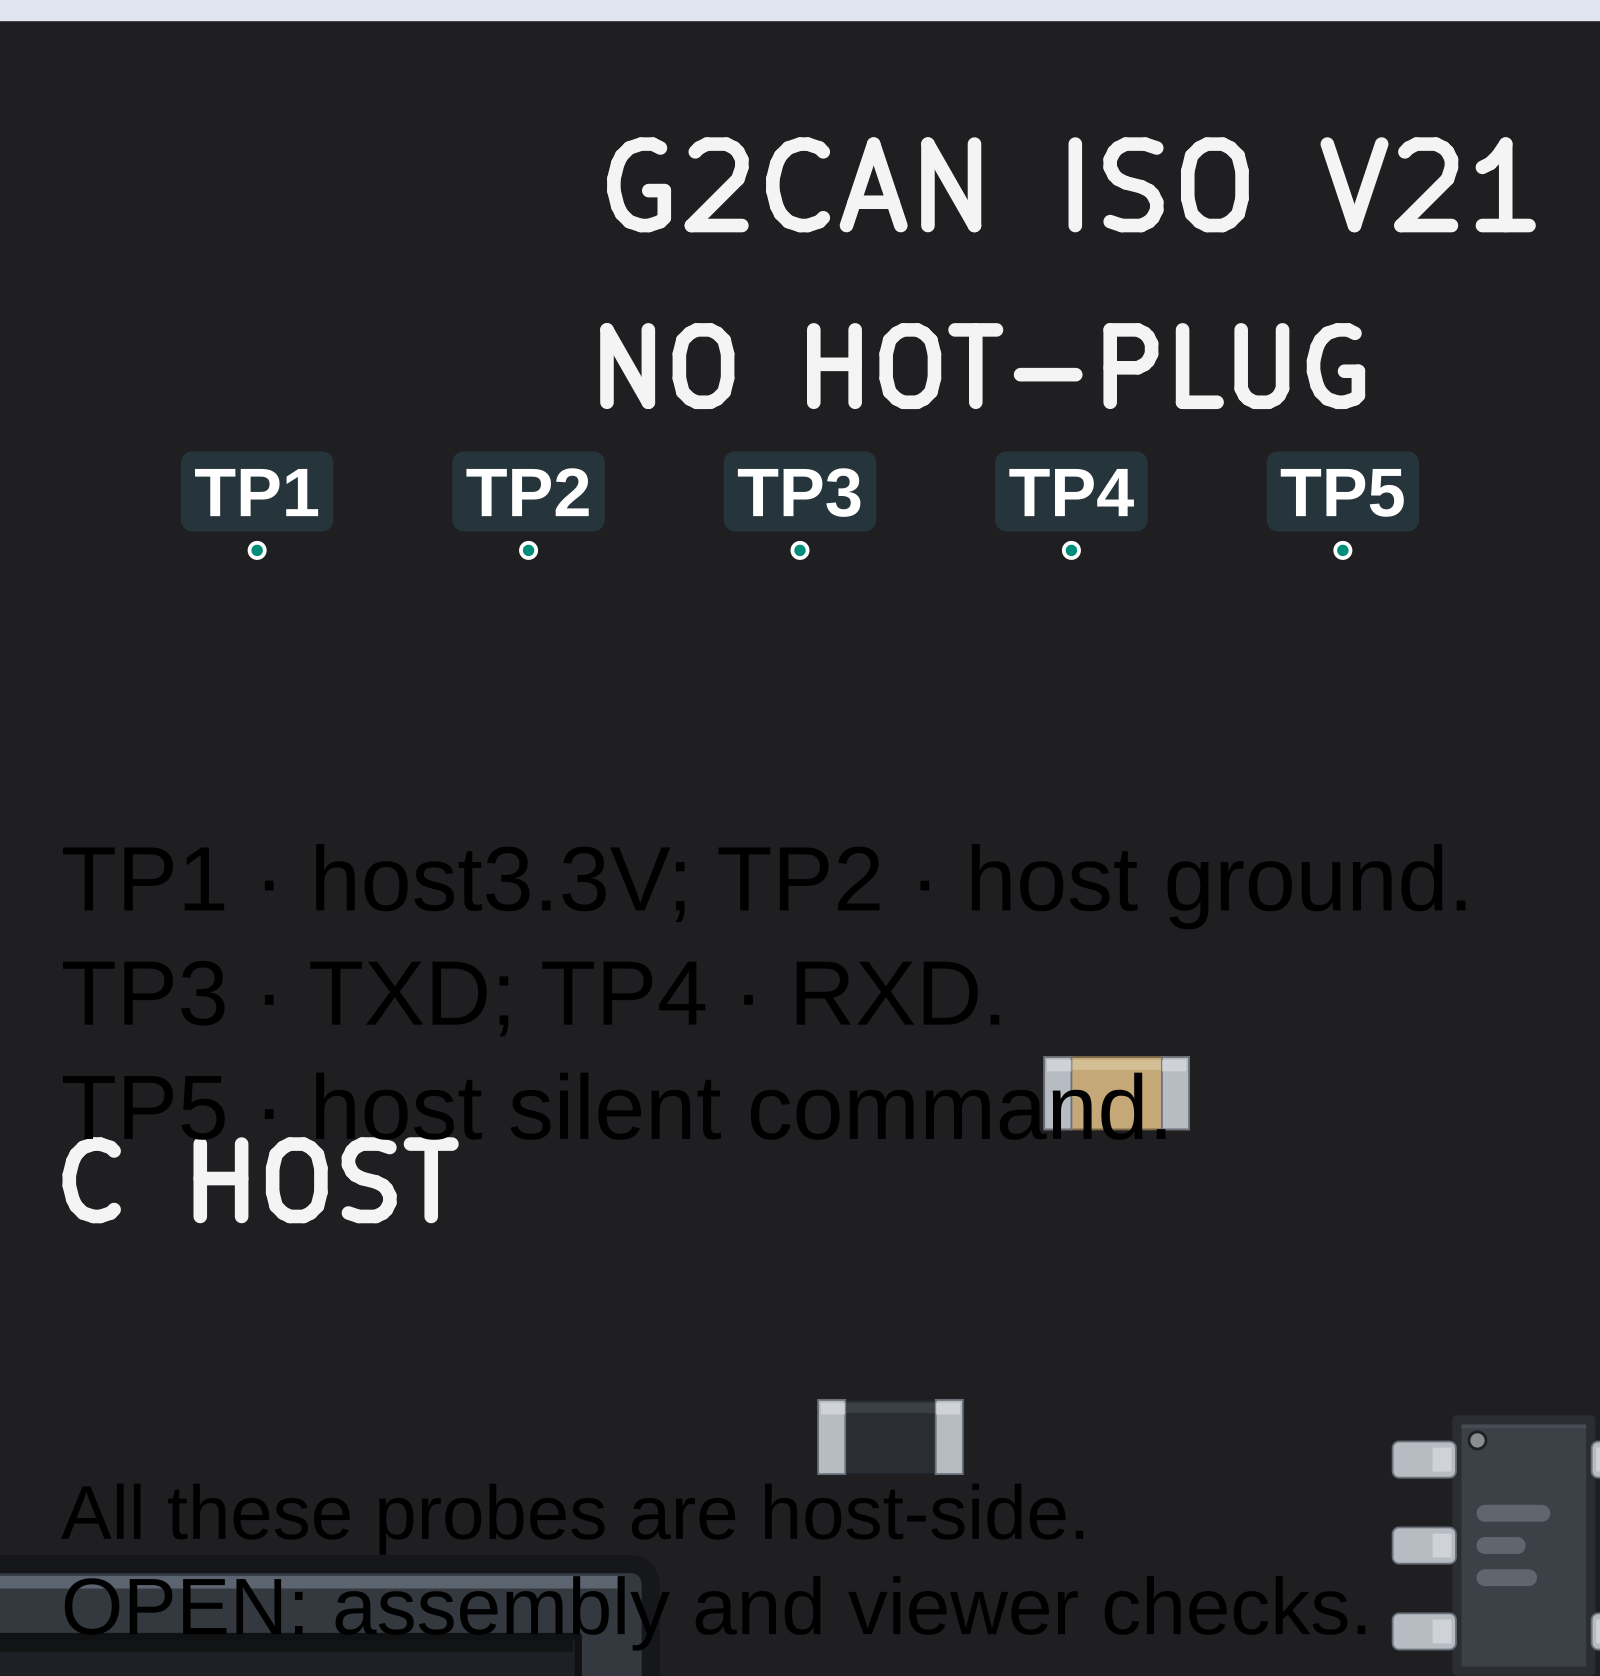 G2CAN ISO V21
NO HOT-PLUG
TP1 TP2 TP3 TP4 TP5
TP1 · host3.3V; TP2 · host ground.
TP3 · TXD; TP4 · RXD.
TP5 · host silent command.
C HOST
All these probes are host-side.
OPEN: assembly and viewer checks.